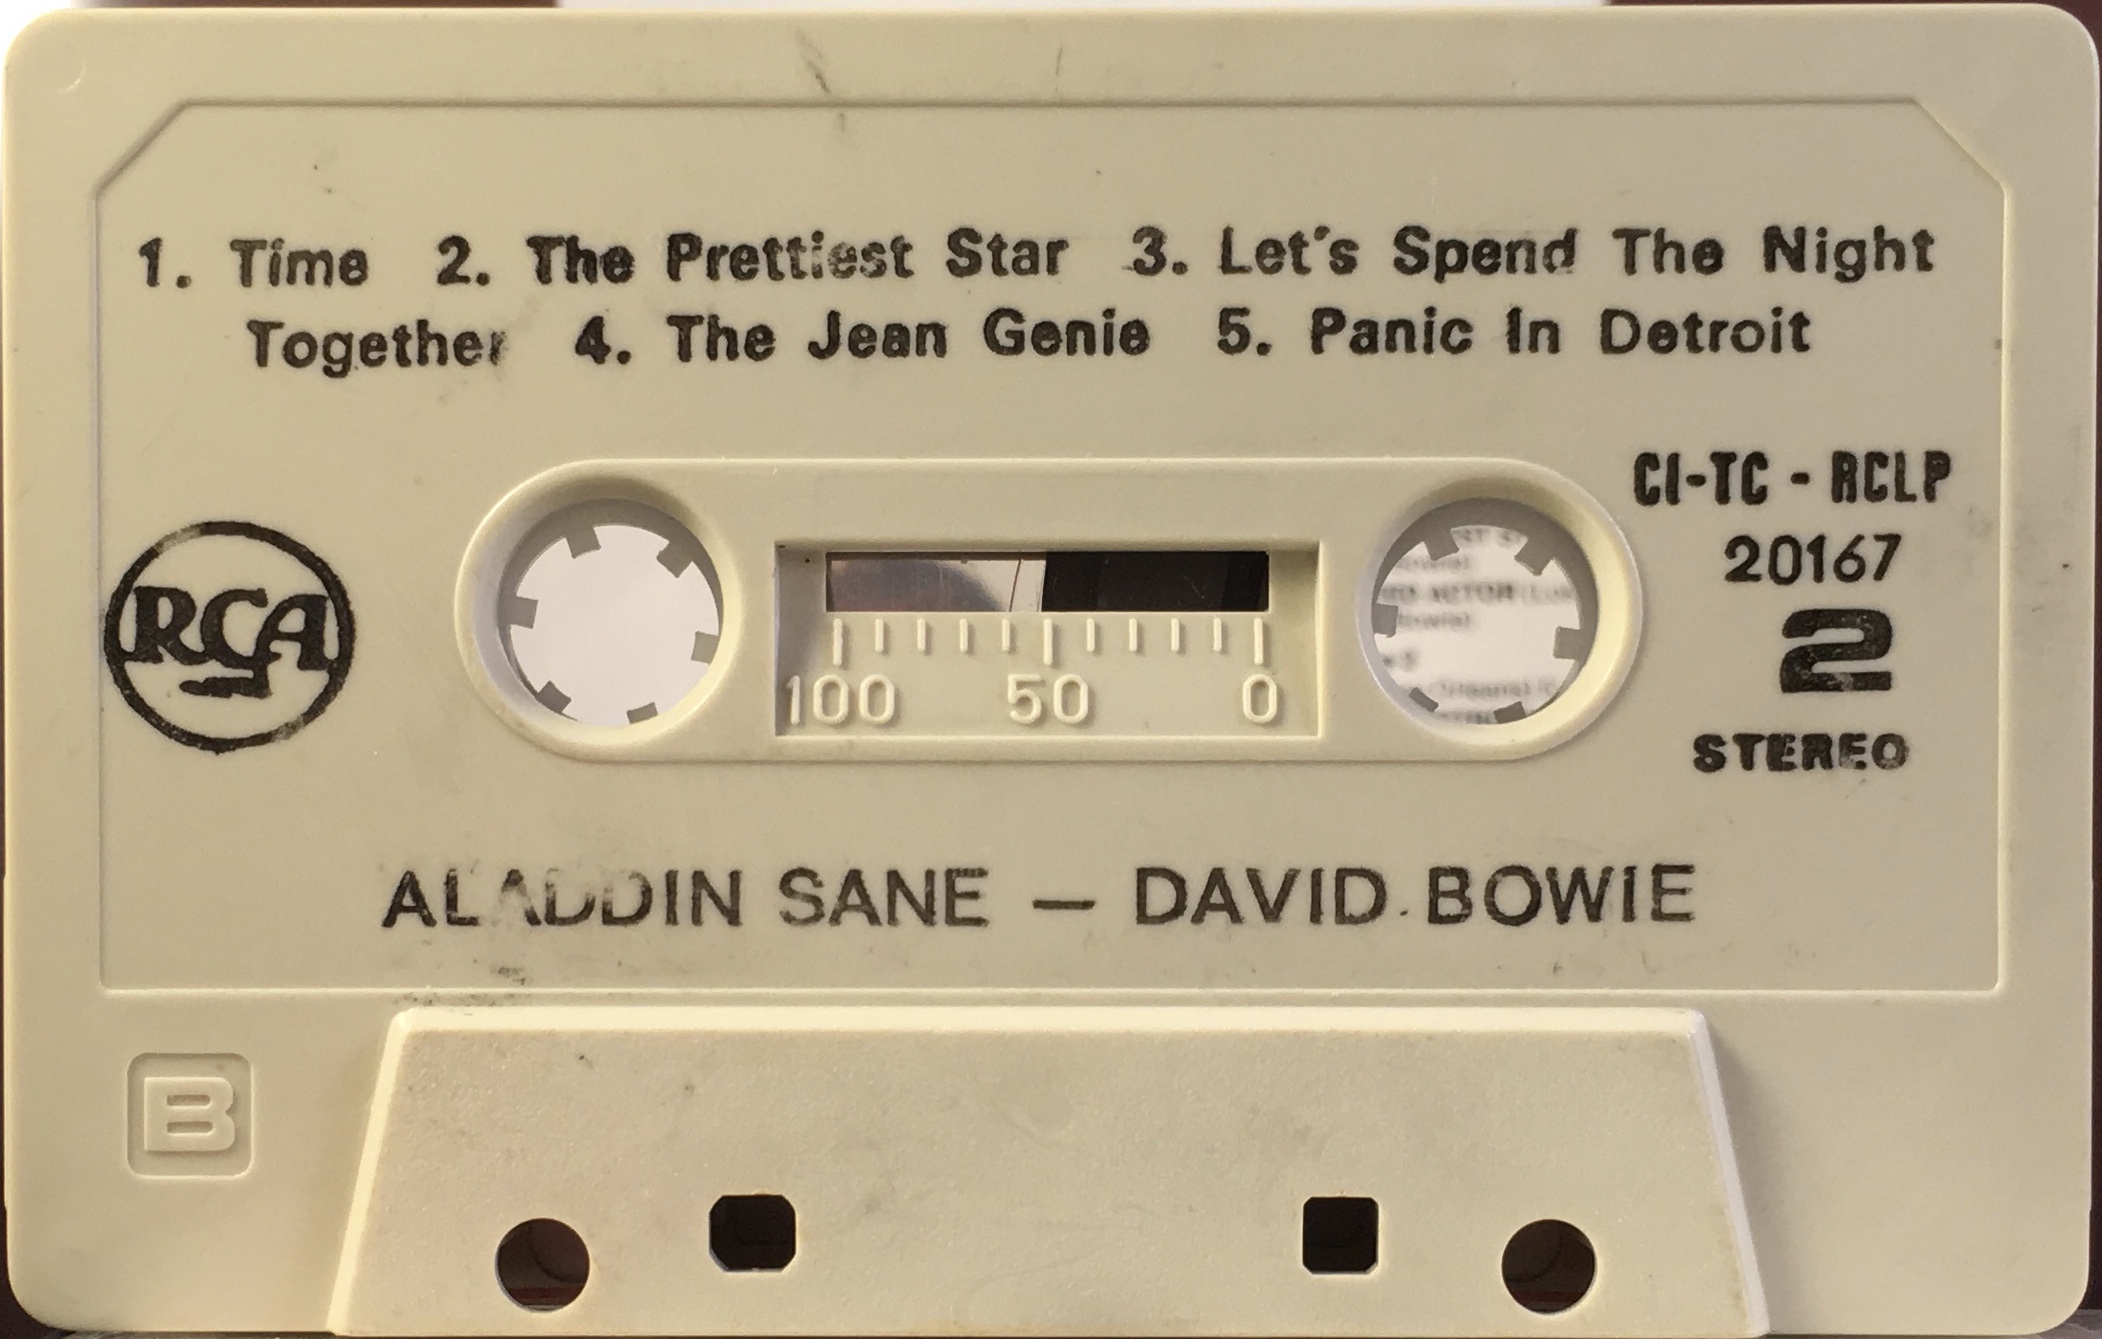 1. Time 2. The Prettiest Star 3. Let's Spend The Night
Together 4. The Jean Genie 5. Panic In Detroit
CI-TC - RCLP
20167
2
STEREO
RCA
100 50 0
ALADDIN SANE — DAVID BOWIE
B